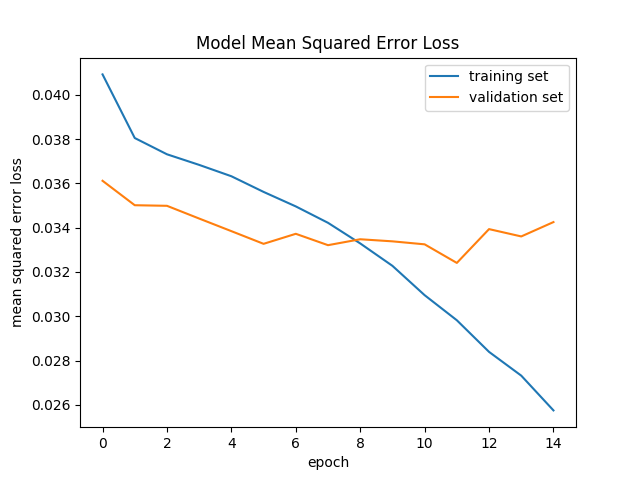 Model Mean Squared Error Loss
training set
validation set
mean squared error loss
0.040
0.038
0.036
0.034
0.032
0.030
0.028
0.026
0 2 4 6 8 10 12 14
epoch